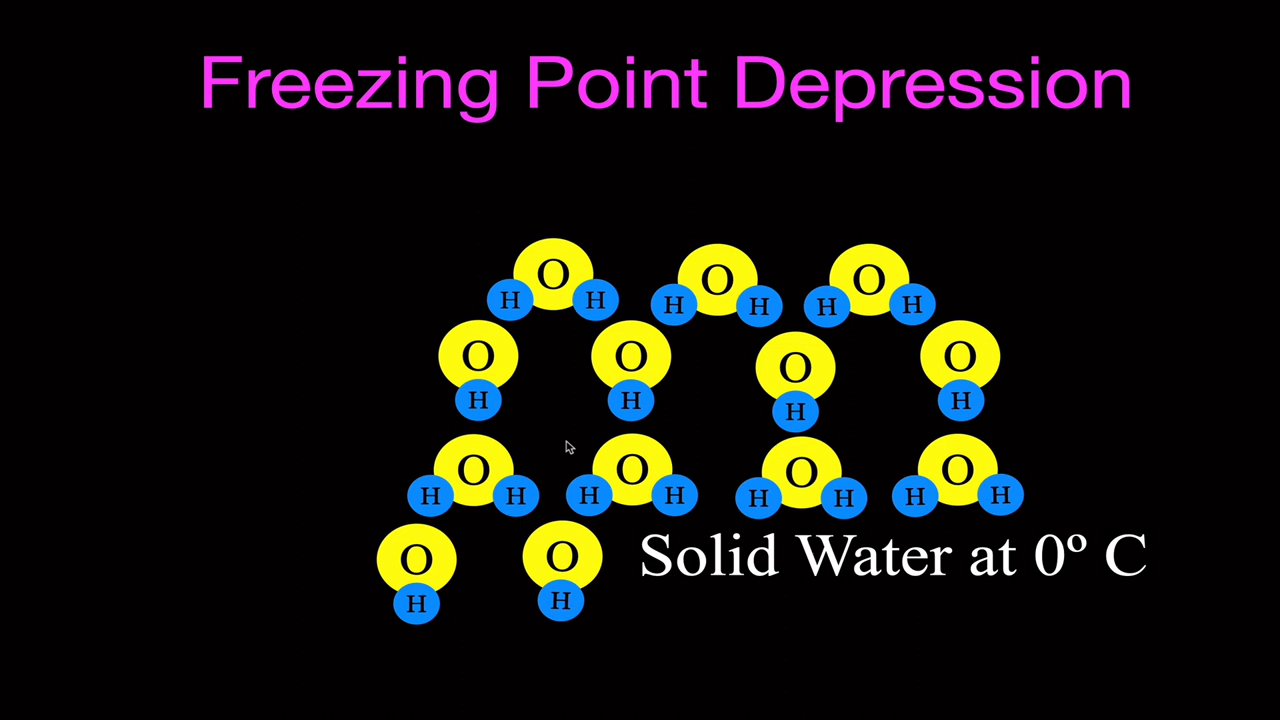 Freezing Point Depression
O O O
H H H H H H
O O O O
H H H H
O O O O
H H H H H H H H
O O
H H
Solid Water at 0º C